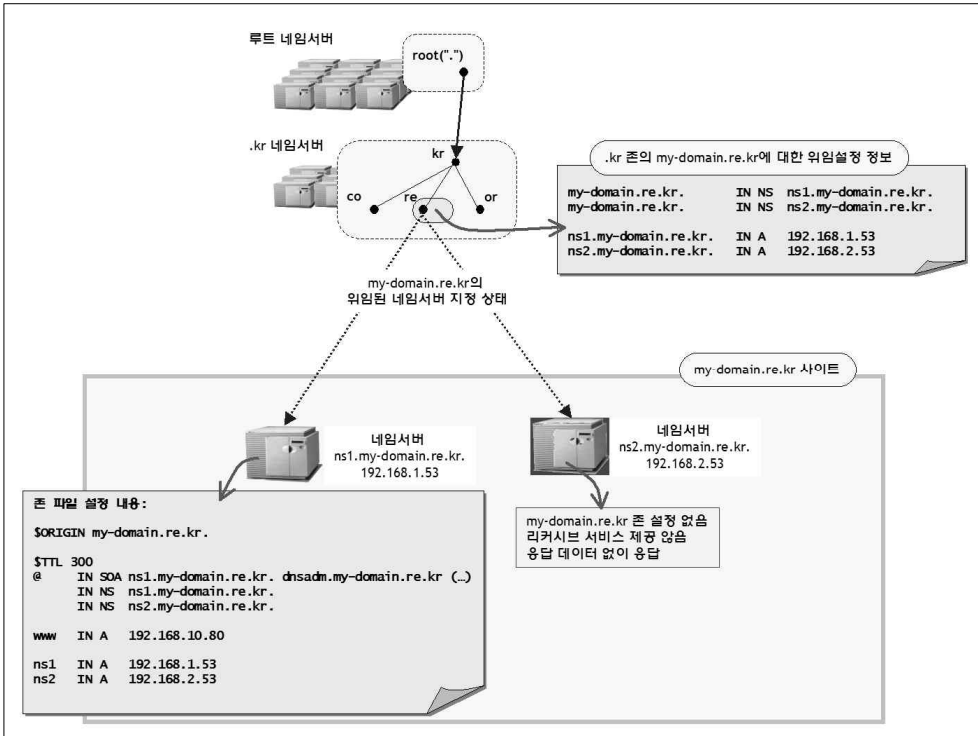 루트 네임서버
root(".")
.kr 네임서버
kr
co
re
or
.kr 존의 my-domain.re.kr에 대한 위임설정 정보
my-domain.re.kr. IN NS ns1.my-domain.re.kr.
my-domain.re.kr. IN NS ns2.my-domain.re.kr.
ns1.my-domain.re.kr. IN A 192.168.1.53
ns2.my-domain.re.kr. IN A 192.168.2.53
my-domain.re.kr의
위임된 네임서버 지정 상태
my-domain.re.kr 사이트
네임서버
ns1.my-domain.re.kr.
192.168.1.53
네임서버
ns2.my-domain.re.kr.
192.168.2.53
my-domain.re.kr 존 설정 없음
리커시브 서비스 제공 않음
응답 데이터 없이 응답
존 파일 설정 내용:
$ORIGIN my-domain.re.kr.
$TTL 300
@ IN SOA ns1.my-domain.re.kr. dnsadm.my-domain.re.kr (…)
IN NS ns1.my-domain.re.kr.
IN NS ns2.my-domain.re.kr.
www IN A 192.168.10.80
ns1 IN A 192.168.1.53
ns2 IN A 192.168.2.53